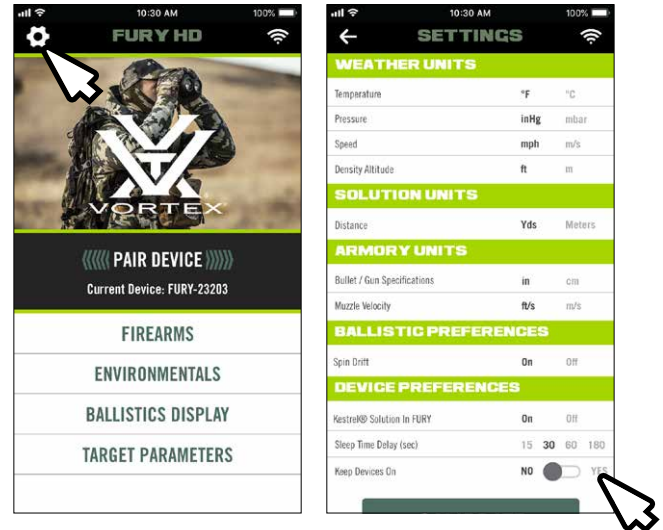 10:30 AM 100%
FURY HD
VORTEX
PAIR DEVICE
Current Device: FURY-23203
FIREARMS
ENVIRONMENTALS
BALLISTICS DISPLAY
TARGET PARAMETERS
10:30 AM 100%
SETTINGS
WEATHER UNITS
Temperature °F °C
Pressure inHg mbar
Speed mph m/s
Density Altitude ft m
SOLUTION UNITS
Distance Yds Meters
ARMORY UNITS
Bullet / Gun Specifications in cm
Muzzle Velocity ft/s m/s
BALLISTIC PREFERENCES
Spin Drift On Off
DEVICE PREFERENCES
Kestrel® Solution In FURY On Off
Sleep Time Delay (sec) 15 30 60 180
Keep Devices On NO YES